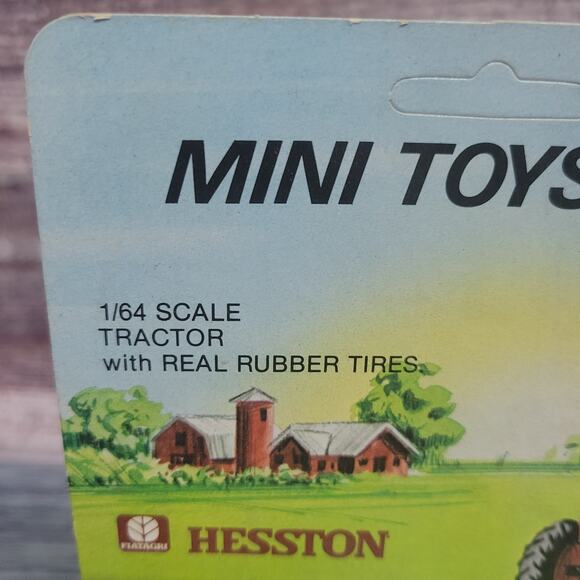 MINI TOYS
1/64 SCALE
TRACTOR
with REAL RUBBER TIRES.
FIATAGRI
HESSTON